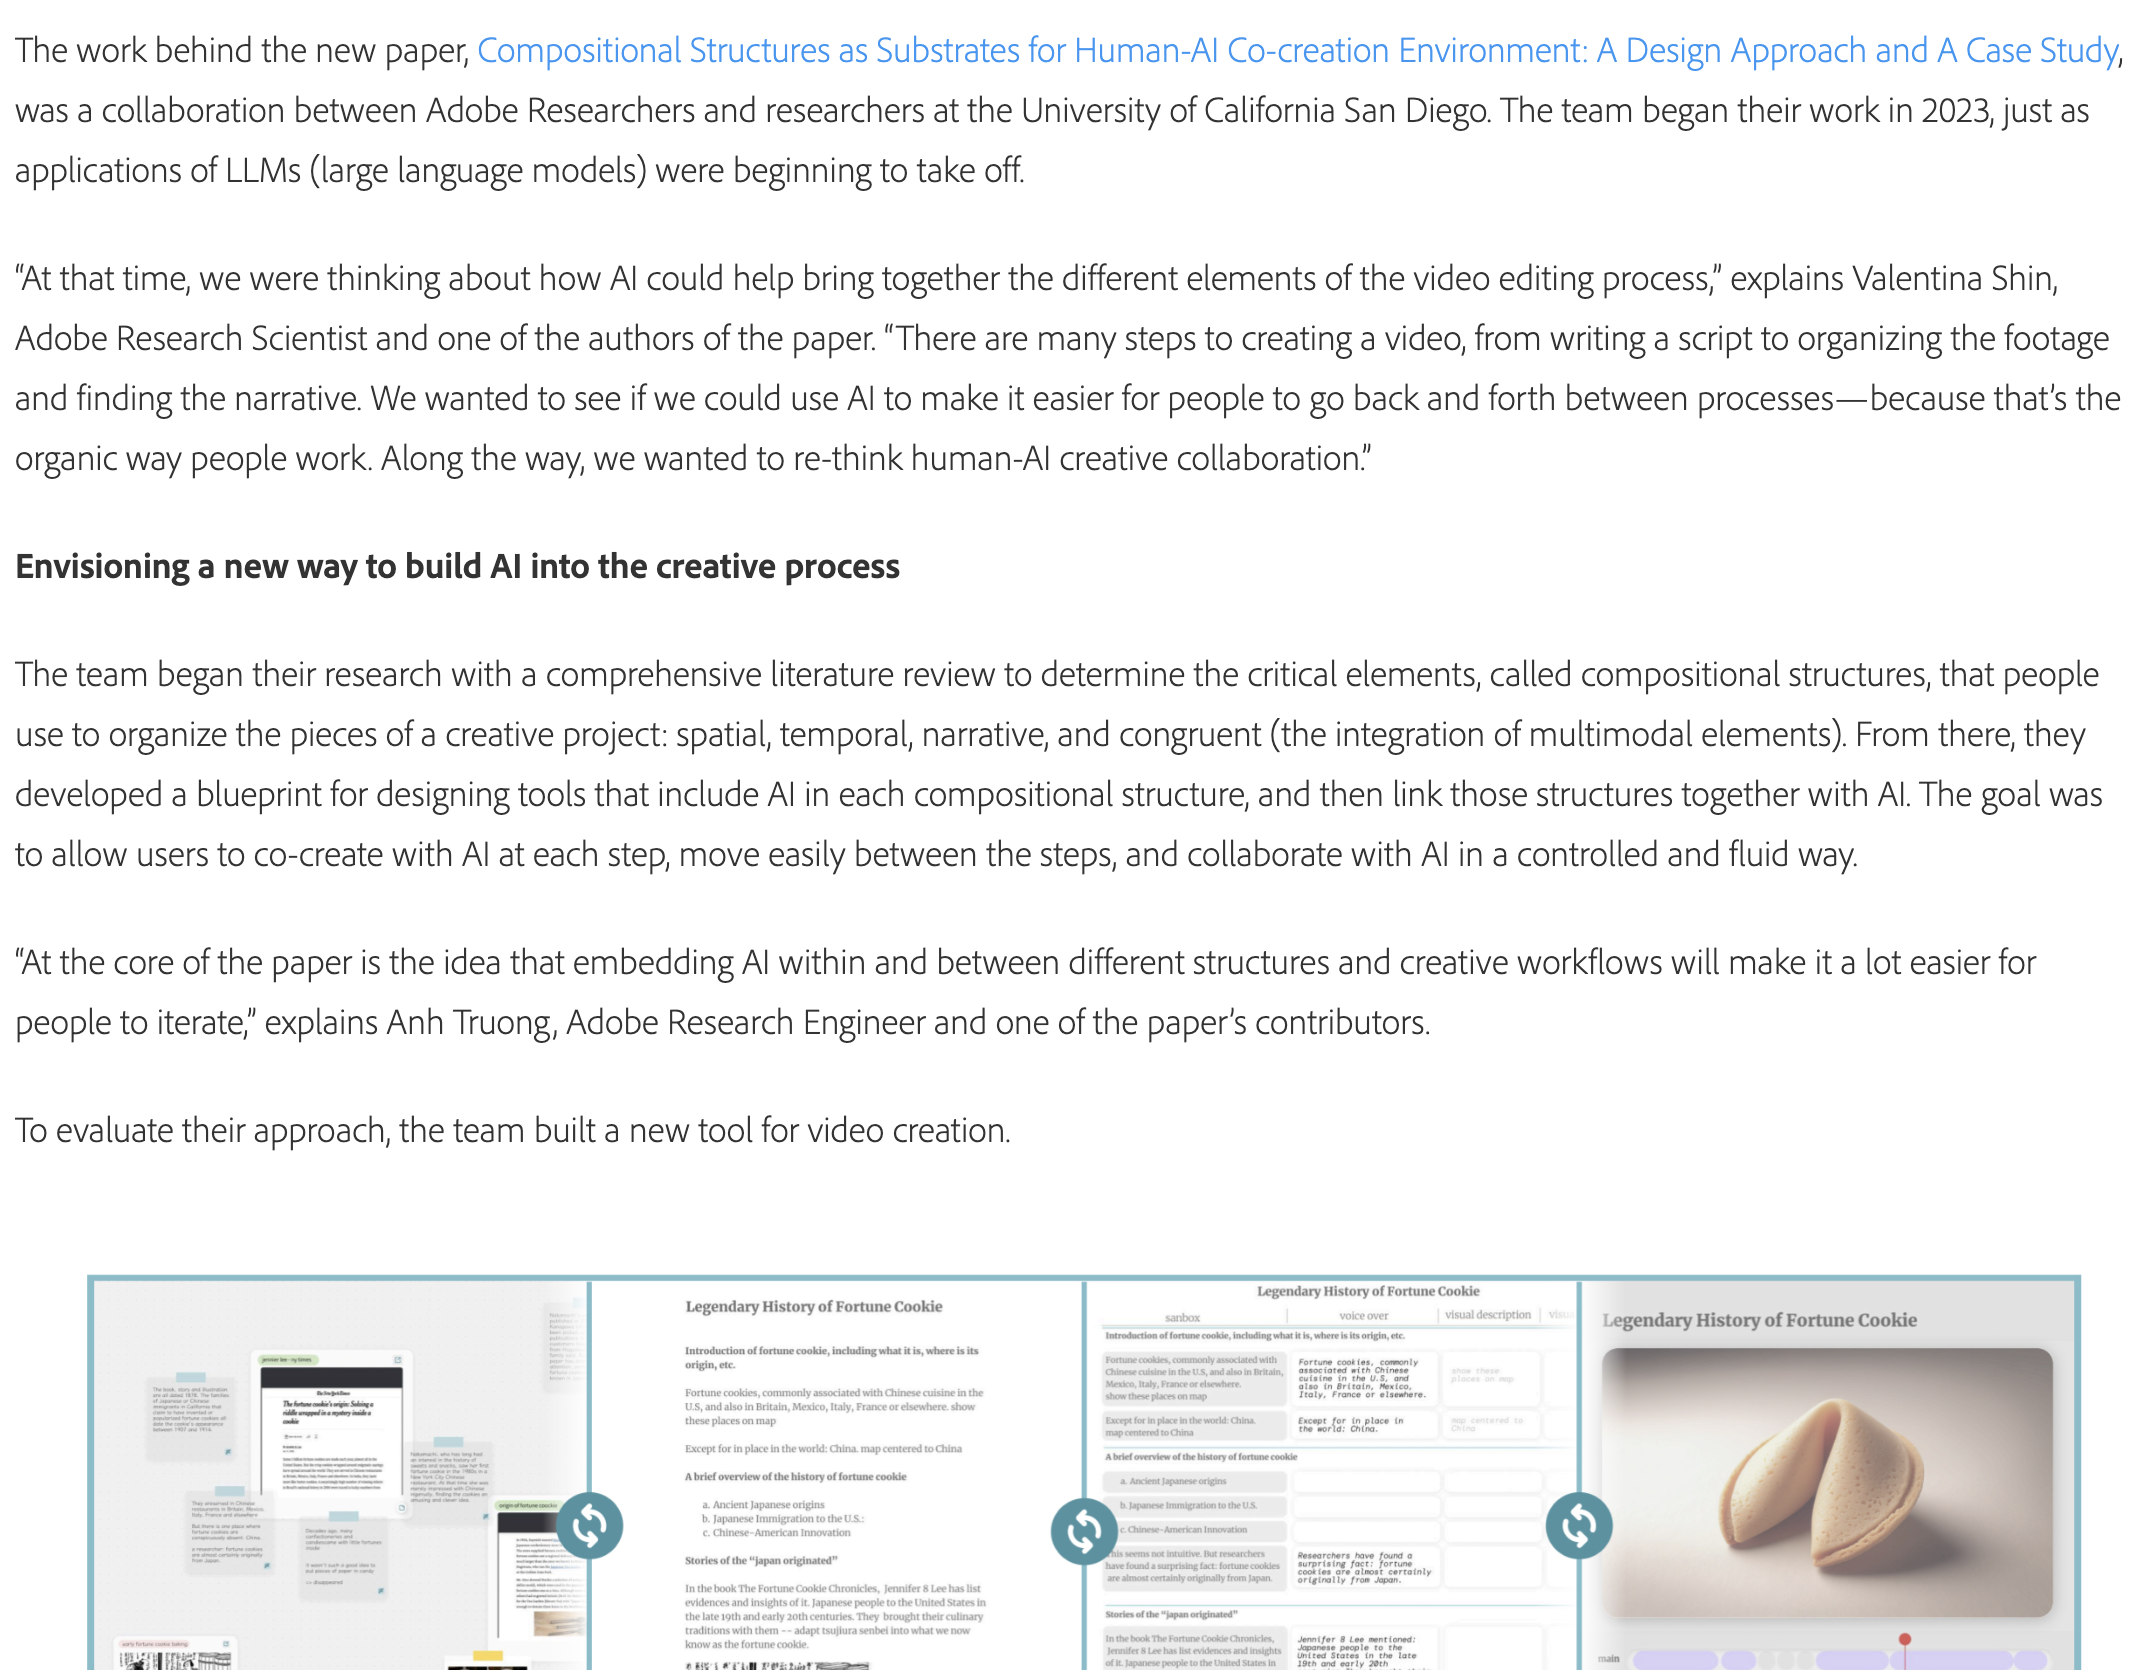 The work behind the new paper, Compositional Structures as Substrates for Human-AI Co-creation Environment: A Design Approach and A Case Study,
was a collaboration between Adobe Researchers and researchers at the University of California San Diego. The team began their work in 2023, just as
applications of LLMs (large language models) were beginning to take off.
“At that time, we were thinking about how AI could help bring together the different elements of the video editing process,” explains Valentina Shin,
Adobe Research Scientist and one of the authors of the paper. “There are many steps to creating a video, from writing a script to organizing the footage
and finding the narrative. We wanted to see if we could use AI to make it easier for people to go back and forth between processes—because that’s the
organic way people work. Along the way, we wanted to re-think human-AI creative collaboration.”
Envisioning a new way to build AI into the creative process
The team began their research with a comprehensive literature review to determine the critical elements, called compositional structures, that people
use to organize the pieces of a creative project: spatial, temporal, narrative, and congruent (the integration of multimodal elements). From there, they
developed a blueprint for designing tools that include AI in each compositional structure, and then link those structures together with AI. The goal was
to allow users to co-create with AI at each step, move easily between the steps, and collaborate with AI in a controlled and fluid way.
“At the core of the paper is the idea that embedding AI within and between different structures and creative workflows will make it a lot easier for
people to iterate,” explains Anh Truong, Adobe Research Engineer and one of the paper’s contributors.
To evaluate their approach, the team built a new tool for video creation.
jennier lee - ny times
The New York Times
The fortune cookie's origin: Solving a
riddle wrapped in a mystery inside a
cookie
origin of fortune coockie
early fortune cookie baking
Legendary History of Fortune Cookie
Introduction of fortune cookie, including what it is, where is its
origin, etc.
Fortune cookies, commonly associated with Chinese cuisine in the
U.S, and also in Britain, Mexico, Italy, France or elsewhere. show
these places on map
Except for in place in the world: China. map centered to China
A brief overview of the history of fortune cookie
a. Ancient Japanese origins
b. Japanese Immigration to the U.S.:
c. Chinese-American Innovation
Stories of the “japan originated”
In the book The Fortune Cookie Chronicles, Jennifer 8 Lee has list
evidences and insights of it. Japanese people to the United States in
the late 19th and early 20th centuries. They brought their culinary
traditions with them -- adapt tsujiura senbei into what we now
know as the fortune cookie.
Legendary History of Fortune Cookie
sanbox voice over visual description visu
Introduction of fortune cookie, including what it is, where is its origin, etc.
Fortune cookies, commonly associated with
Chinese cuisine in the U.S, and also in Britain,
Mexico, Italy, France or elsewhere.
show these places on map
Fortune cookies, commonly
associated with Chinese
cuisine in the U.S, and
also in Britain, Mexico,
Italy, France or elsewhere.
show these
places on map
Except for in place in the world: China.
map centered to China
Except for in place in
the world: China.
map centered to
China
A brief overview of the history of fortune cookie
a. Ancient Japanese origins
b. Japanese Immigration to the U.S.
c. Chinese-American Innovation
This seems not intuitive. But researchers
have found a surprising fact: fortune cookies
are almost certainly originally from Japan.
Researchers have found a
surprising fact: fortune
cookies are almost certainly
originally from Japan.
Stories of the “japan originated”
In the book The Fortune Cookie Chronicles,
Jennifer 8 Lee has list evidences and insights
of it. Japanese people to the United States in
Jennifer 8 Lee mentioned:
Japanese people to the
United States in the late
19th and early 20th
Legendary History of Fortune Cookie
main